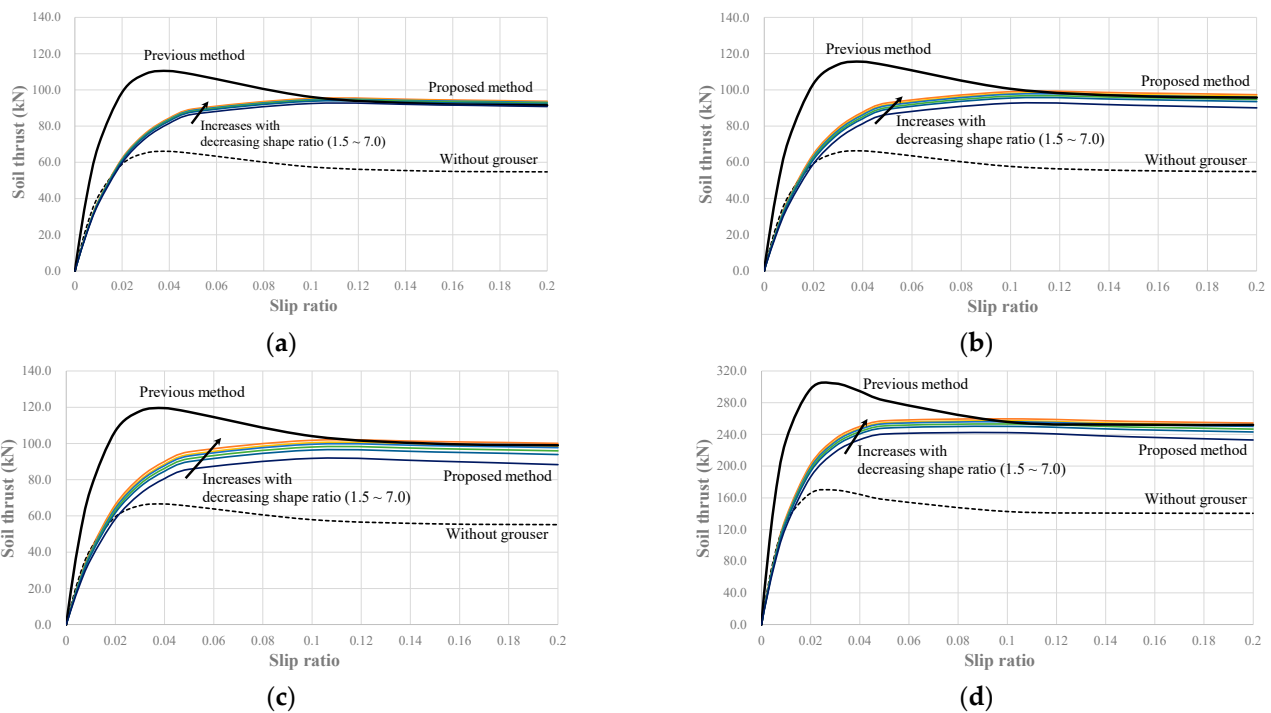 140.0
120.0
100.0
80.0
60.0
40.0
20.0
0.0
Soil thrust (kN)
Previous method
Proposed method
Increases with
decreasing shape ratio (1.5 ~ 7.0)
Without grouser
0 0.02 0.04 0.06 0.08 0.1 0.12 0.14 0.16 0.18 0.2
Slip ratio
(a)
140.0
120.0
100.0
80.0
60.0
40.0
20.0
0.0
Soil thrust (kN)
Previous method
Proposed method
Increases with
decreasing shape ratio (1.5 ~ 7.0)
Without grouser
0 0.02 0.04 0.06 0.08 0.1 0.12 0.14 0.16 0.18 0.2
Slip ratio
(b)
140.0
120.0
100.0
80.0
60.0
40.0
20.0
0.0
Soil thrust (kN)
Previous method
Proposed method
Increases with
decreasing shape ratio (1.5 ~ 7.0)
Without grouser
0 0.02 0.04 0.06 0.08 0.1 0.12 0.14 0.16 0.18 0.2
Slip ratio
(c)
320.0
280.0
240.0
200.0
160.0
120.0
80.0
40.0
0.0
Soil thrust (kN)
Previous method
Proposed method
Increases with
decreasing shape ratio (1.5 ~ 7.0)
Without grouser
0 0.02 0.04 0.06 0.08 0.1 0.12 0.14 0.16 0.18 0.2
Slip ratio
(d)